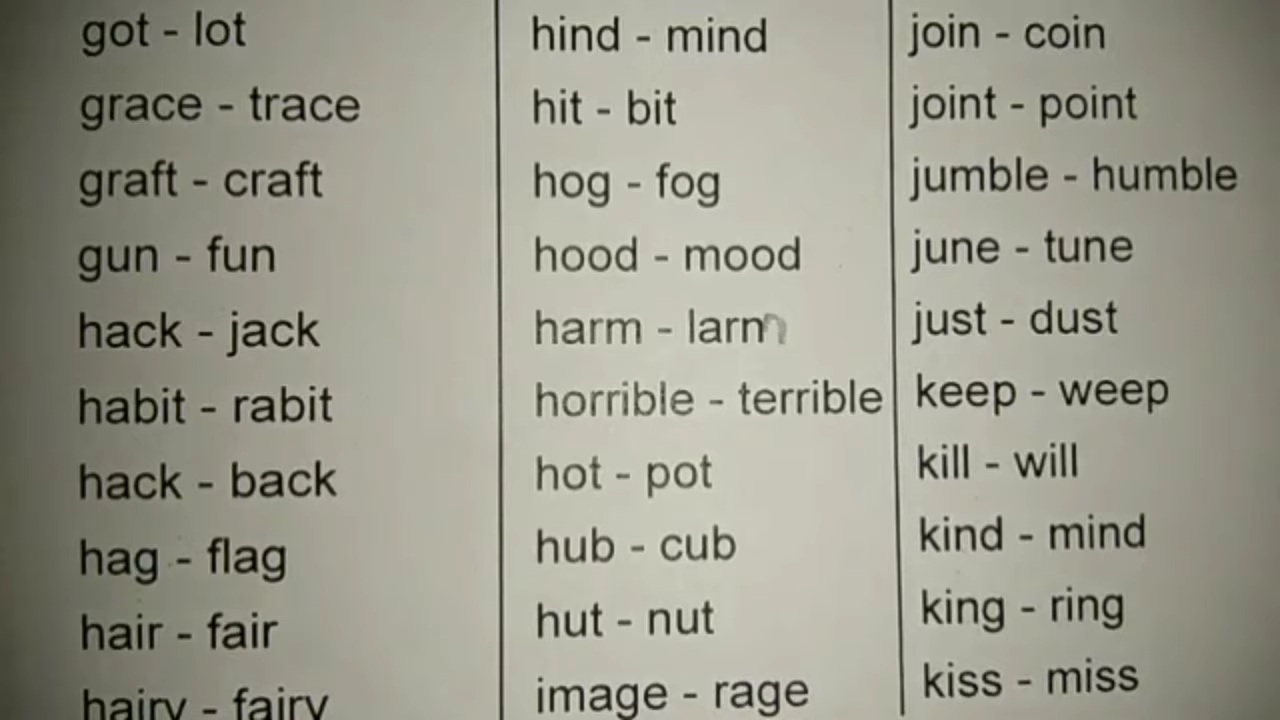 got - lot
grace - trace
graft - craft
gun - fun
hack - jack
habit - rabit
hack - back
hag - flag
hair - fair
hairy - fairy
hind - mind
hit - bit
hog - fog
hood - mood
harm - larm
horrible - terrible
hot - pot
hub - cub
hut - nut
image - rage
join - coin
joint - point
jumble - humble
june - tune
just - dust
keep - weep
kill - will
kind - mind
king - ring
kiss - miss